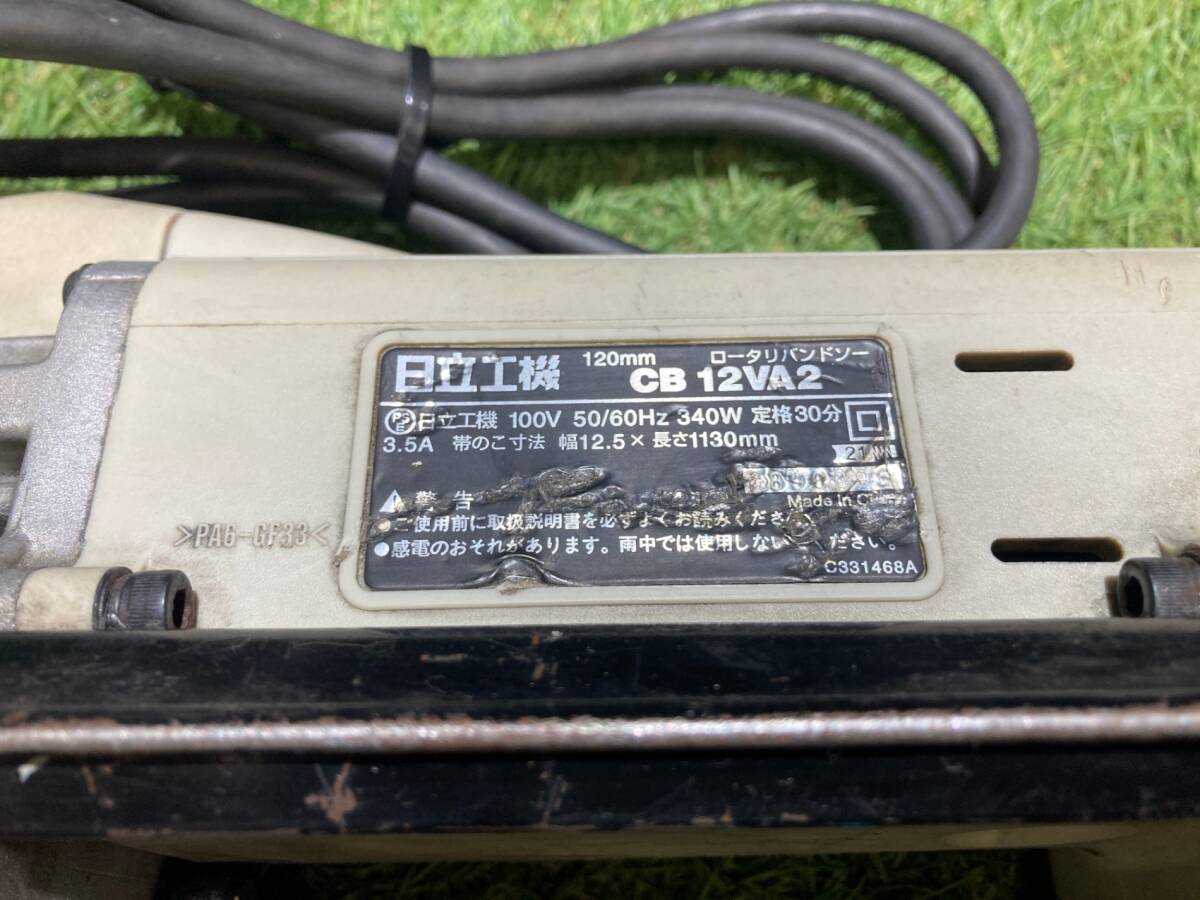 日立工機 120mm ロータリバンドソー
CB 12VA2
PSE 日立工機 100V 50/60Hz 340W 定格30分
3.5A 帯のこ寸法 幅12.5×長さ1130mm
Made in
警告
●ご使用前に取扱説明書を必ずよくお読みくださ
●感電のおそれがあります。雨中では使用しない ください。
C331468A
>PA6-GF33<